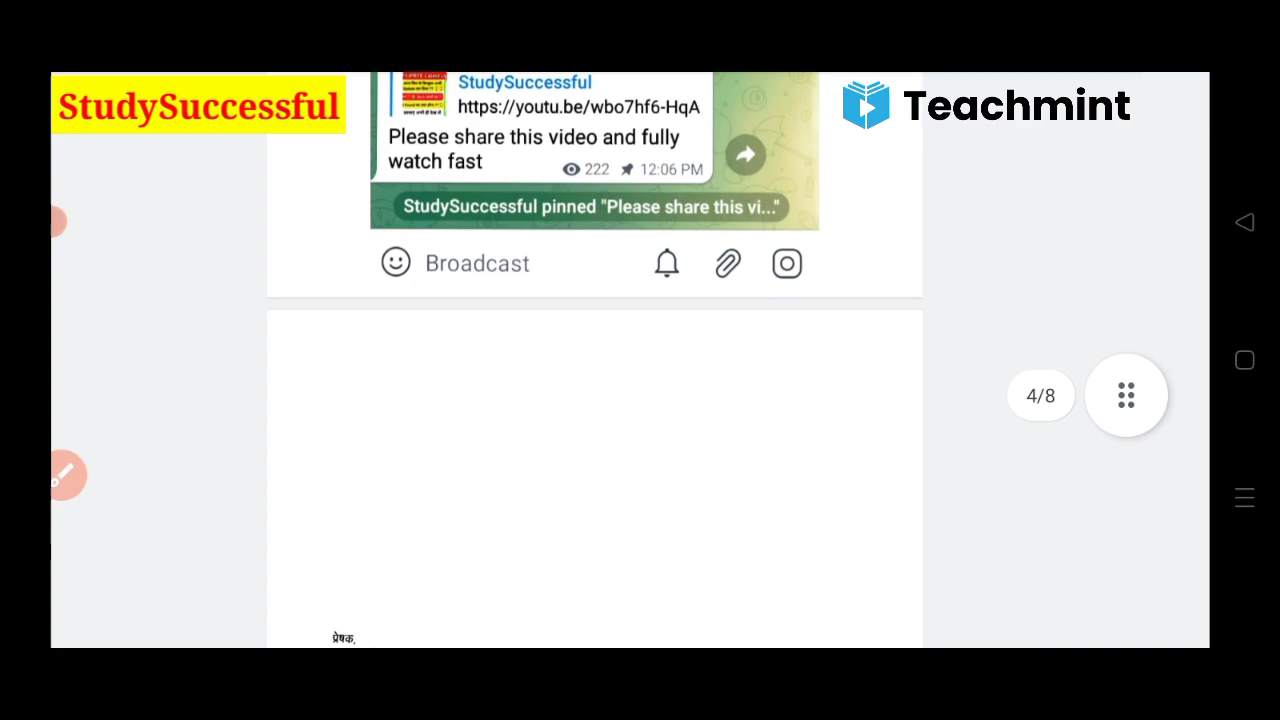 StudySuccessful
Teachmint
StudySuccessful
https://youtu.be/wbo7hf6-HqA
Please share this video and fully
watch fast
222 12:06 PM
StudySuccessful pinned "Please share this vi..."
Broadcast
4/8
प्रेषक,